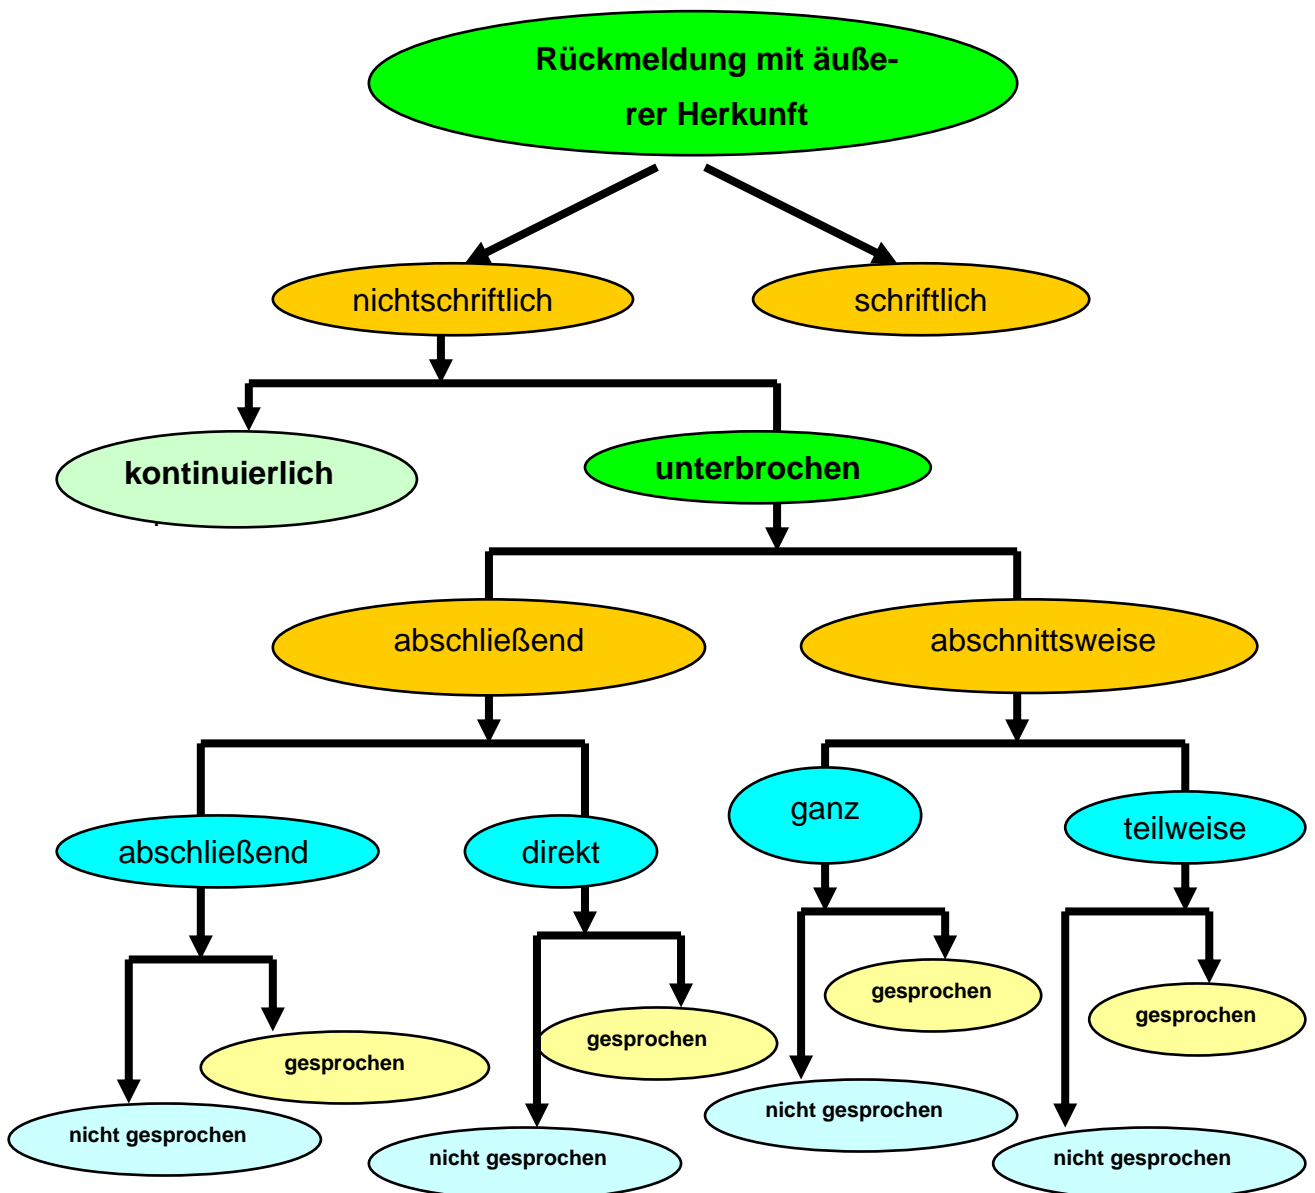 Rückmeldung mit äuße-
rer Herkunft
nichtschriftlich
schriftlich
kontinuierlich
unterbrochen
abschließend
abschnittsweise
abschließend
direkt
ganz
teilweise
gesprochen
gesprochen
gesprochen
gesprochen
nicht gesprochen
nicht gesprochen
nicht gesprochen
nicht gesprochen